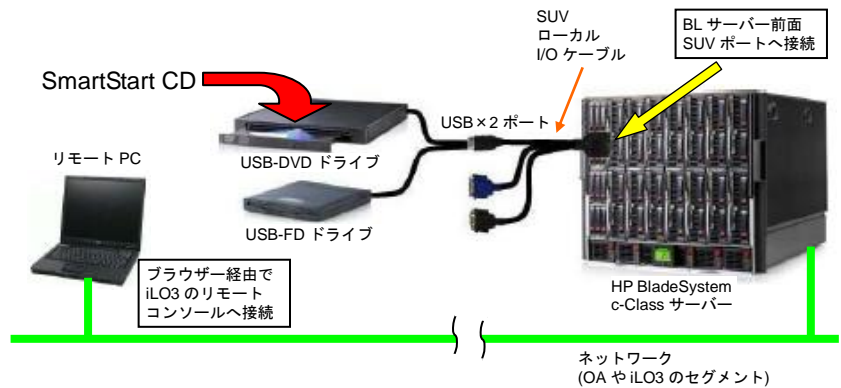 SUV
ローカル
I/O ケーブル
BL サーバー前面
SUV ポートへ接続
SmartStart CD
USB×2 ポート
リモート PC
USB-DVD ドライブ
USB-FD ドライブ
ブラウザー経由で
iLO3 のリモート
コンソールへ接続
HP BladeSystem
c-Class サーバー
ネットワーク
(OA や iLO3 のセグメント)